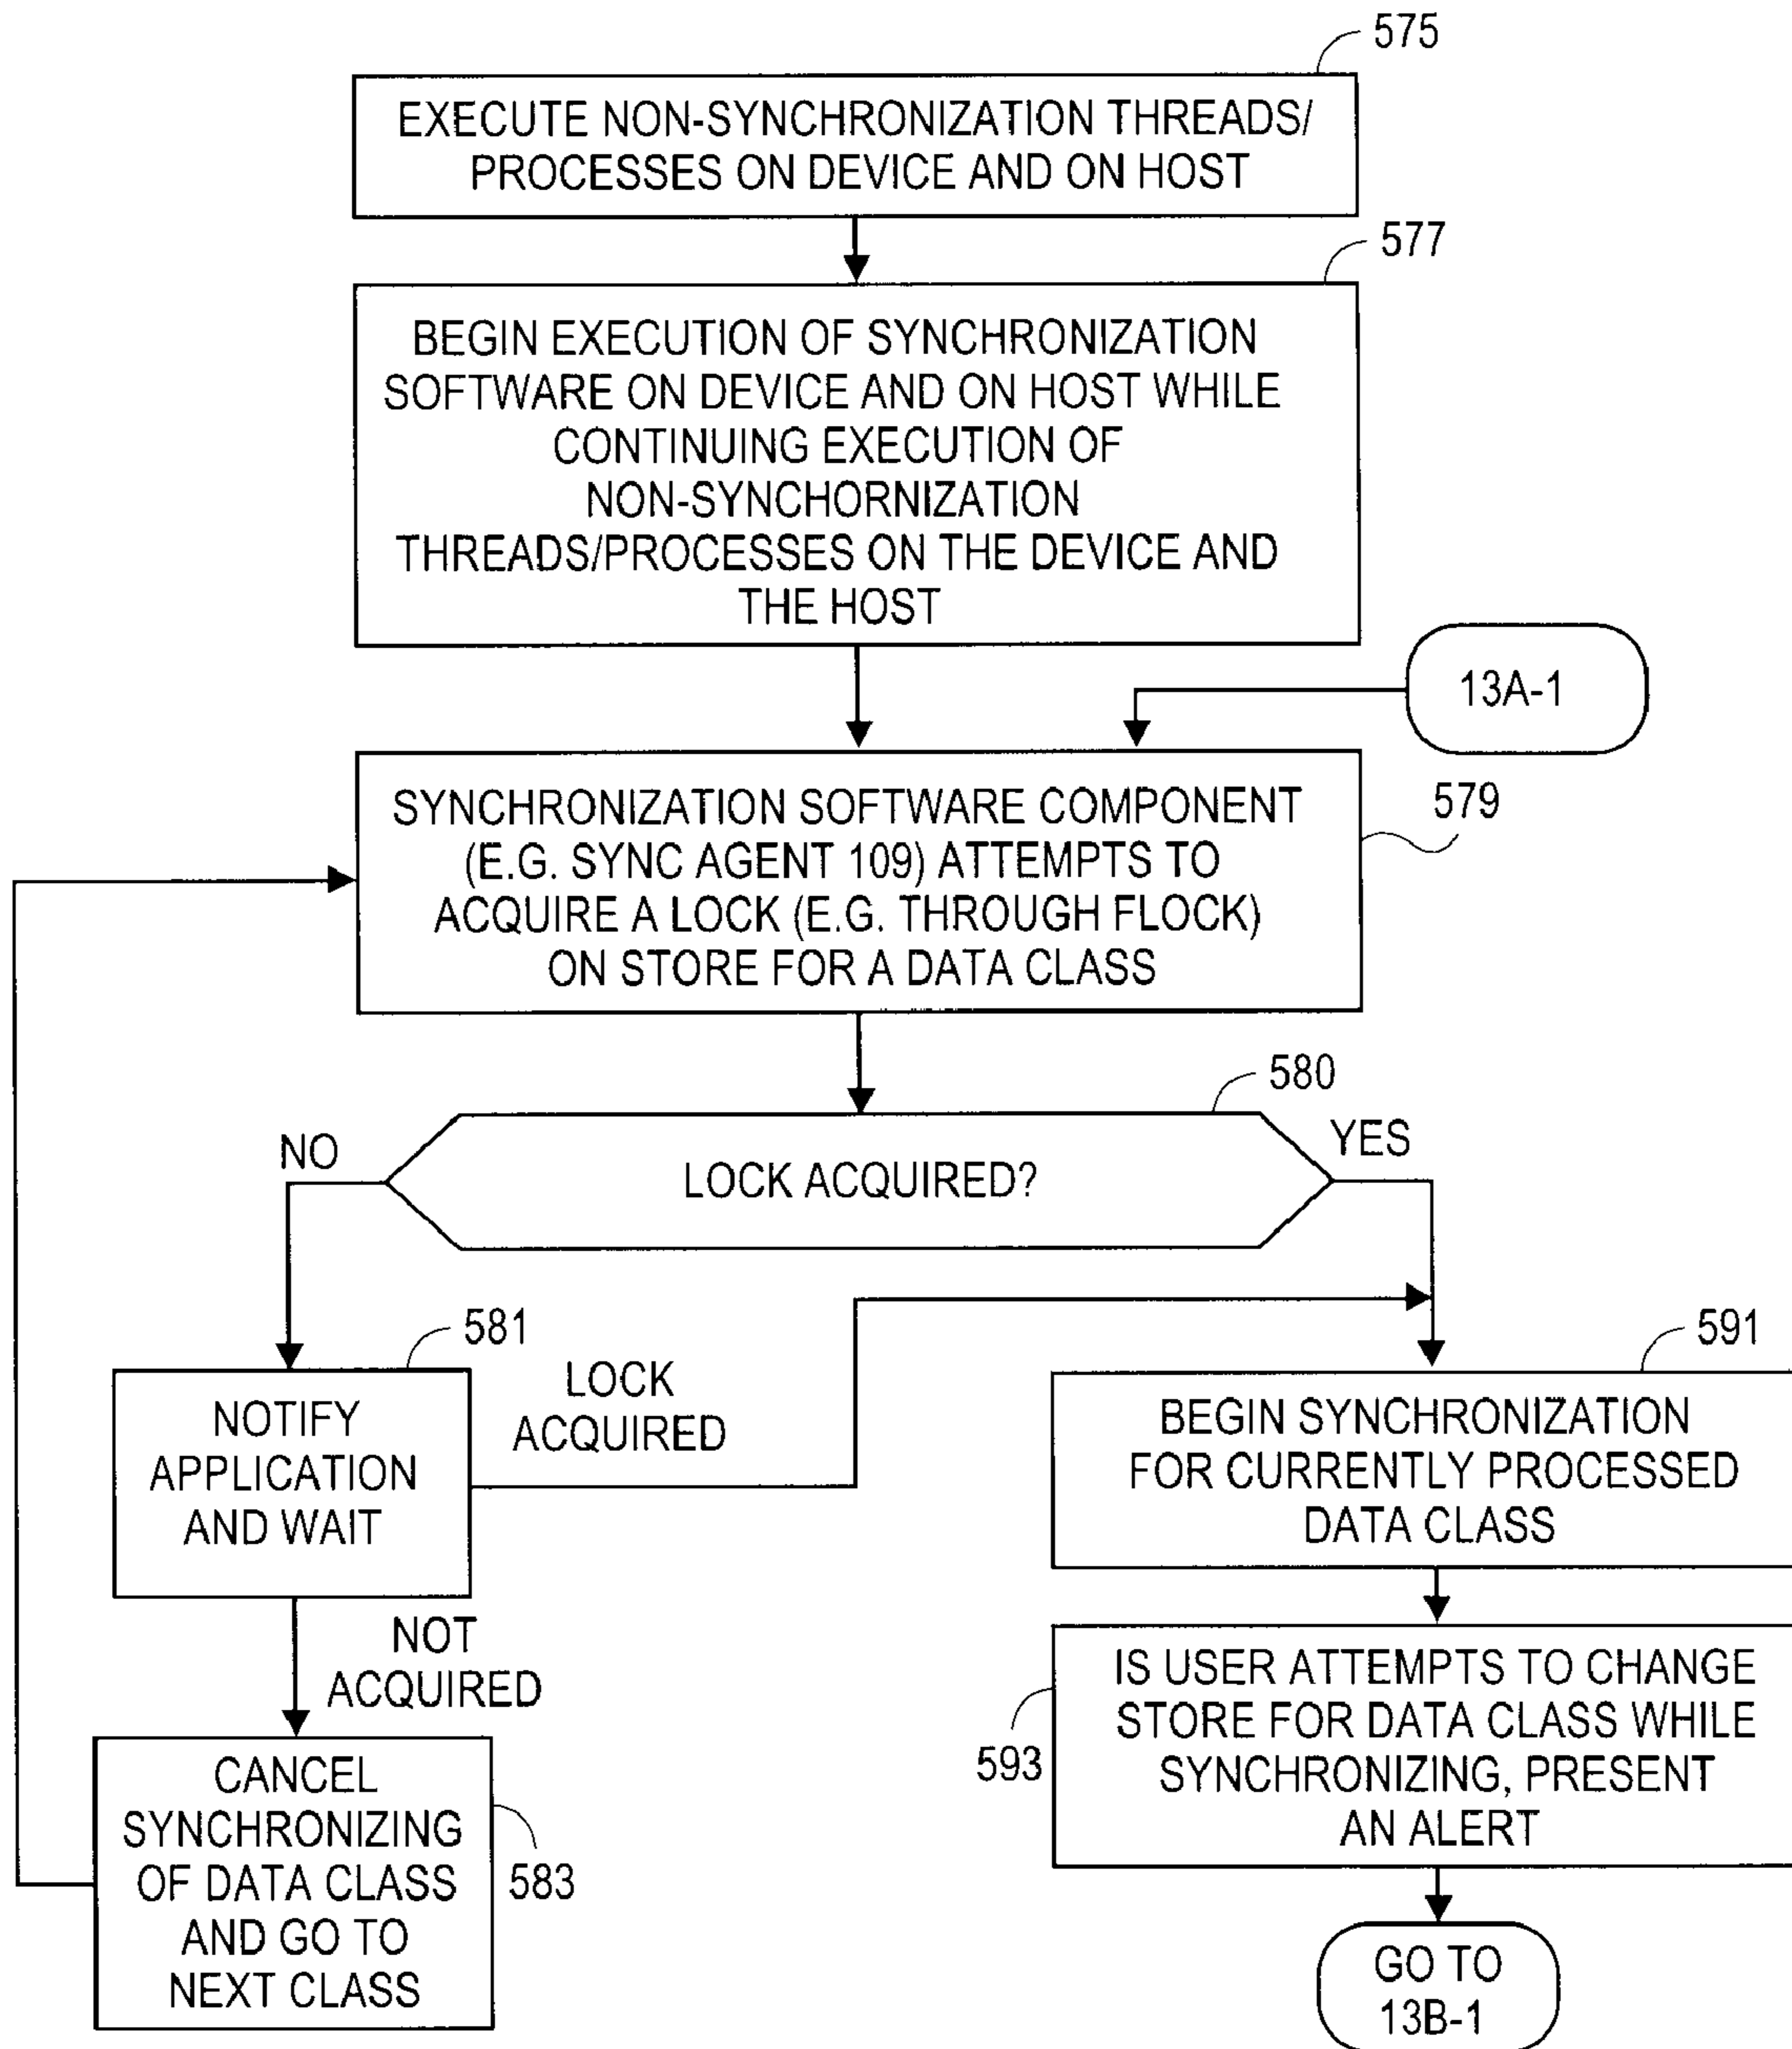 575
EXECUTE NON-SYNCHRONIZATION THREADS/
PROCESSES ON DEVICE AND ON HOST
577
BEGIN EXECUTION OF SYNCHRONIZATION
SOFTWARE ON DEVICE AND ON HOST WHILE
CONTINUING EXECUTION OF
NON-SYNCHORNIZATION
THREADS/PROCESSES ON THE DEVICE AND
THE HOST
13A-1
579
SYNCHRONIZATION SOFTWARE COMPONENT
(E.G. SYNC AGENT 109) ATTEMPTS TO
ACQUIRE A LOCK (E.G. THROUGH FLOCK)
ON STORE FOR A DATA CLASS
580
NO
YES
LOCK ACQUIRED?
581
NOTIFY
APPLICATION
AND WAIT
LOCK
ACQUIRED
591
BEGIN SYNCHRONIZATION
FOR CURRENTLY PROCESSED
DATA CLASS
NOT
ACQUIRED
583
CANCEL
SYNCHRONIZING
OF DATA CLASS
AND GO TO
NEXT CLASS
593
IS USER ATTEMPTS TO CHANGE
STORE FOR DATA CLASS WHILE
SYNCHRONIZING, PRESENT
AN ALERT
GO TO
13B-1